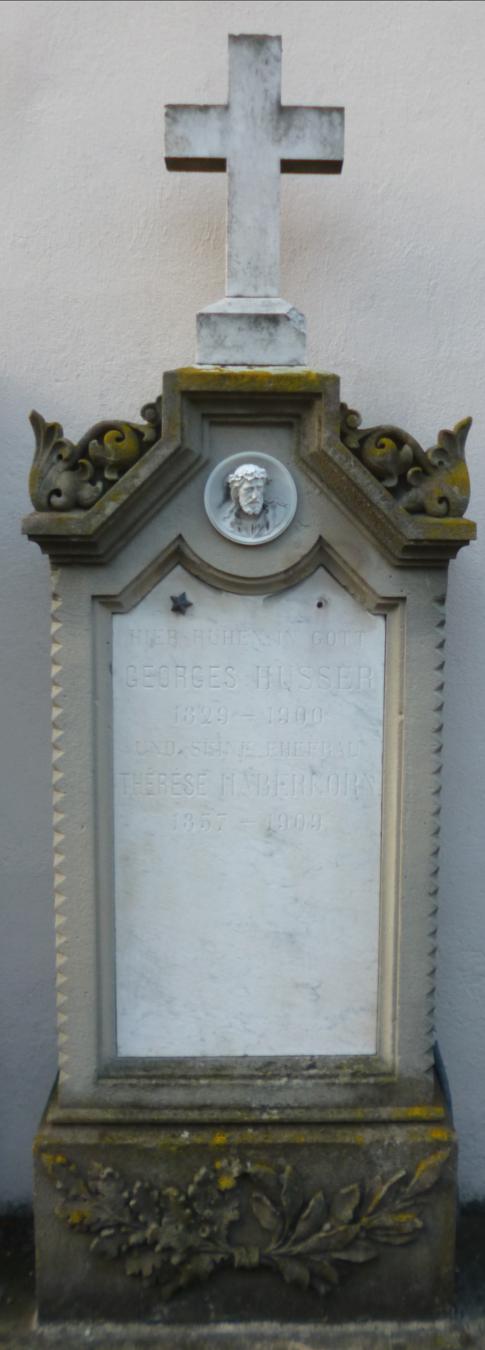 HIER RUHEN IN GOTT
GEORGES HUSSER
1829 - 1900
UND SEINE EHEFRAU
THÉRÈSE HABERKORN
1857 - 1909